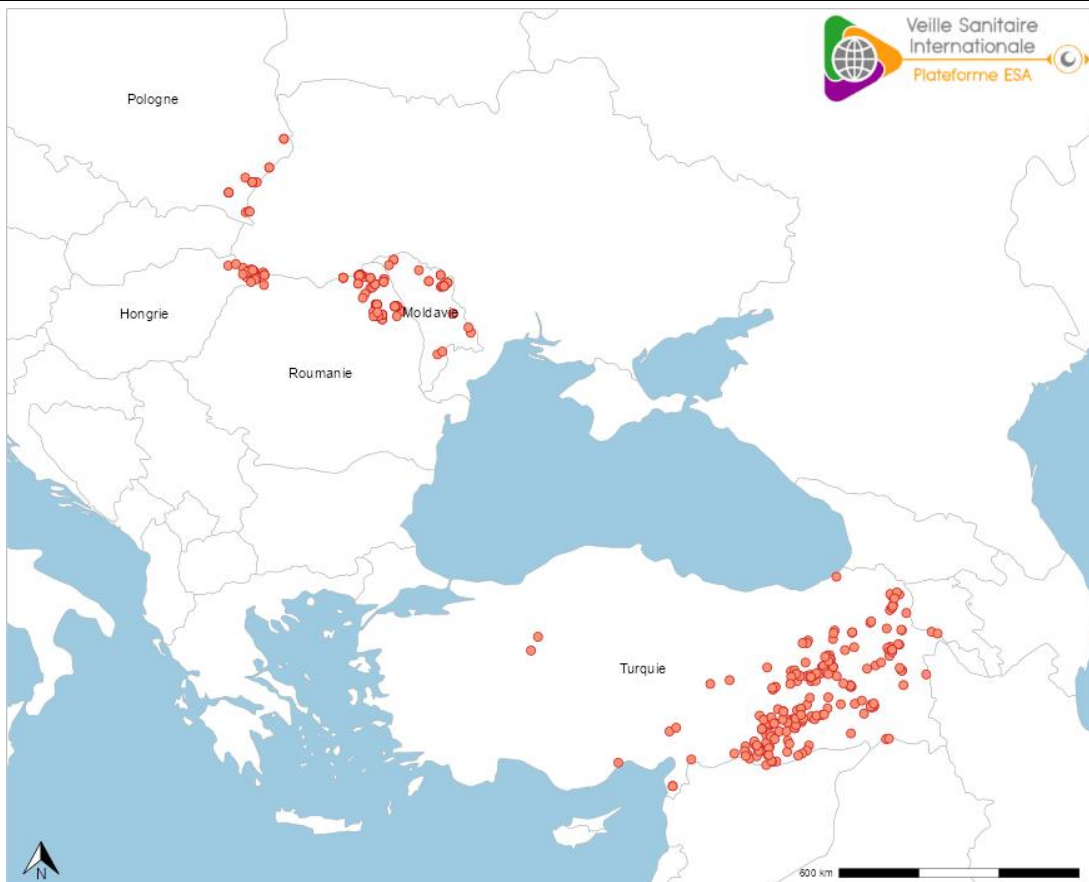 Veille Sanitaire
Internationale
Plateforme ESA
Pologne
Hongrie
Moldavie
Roumanie
Turquie
N
600 km